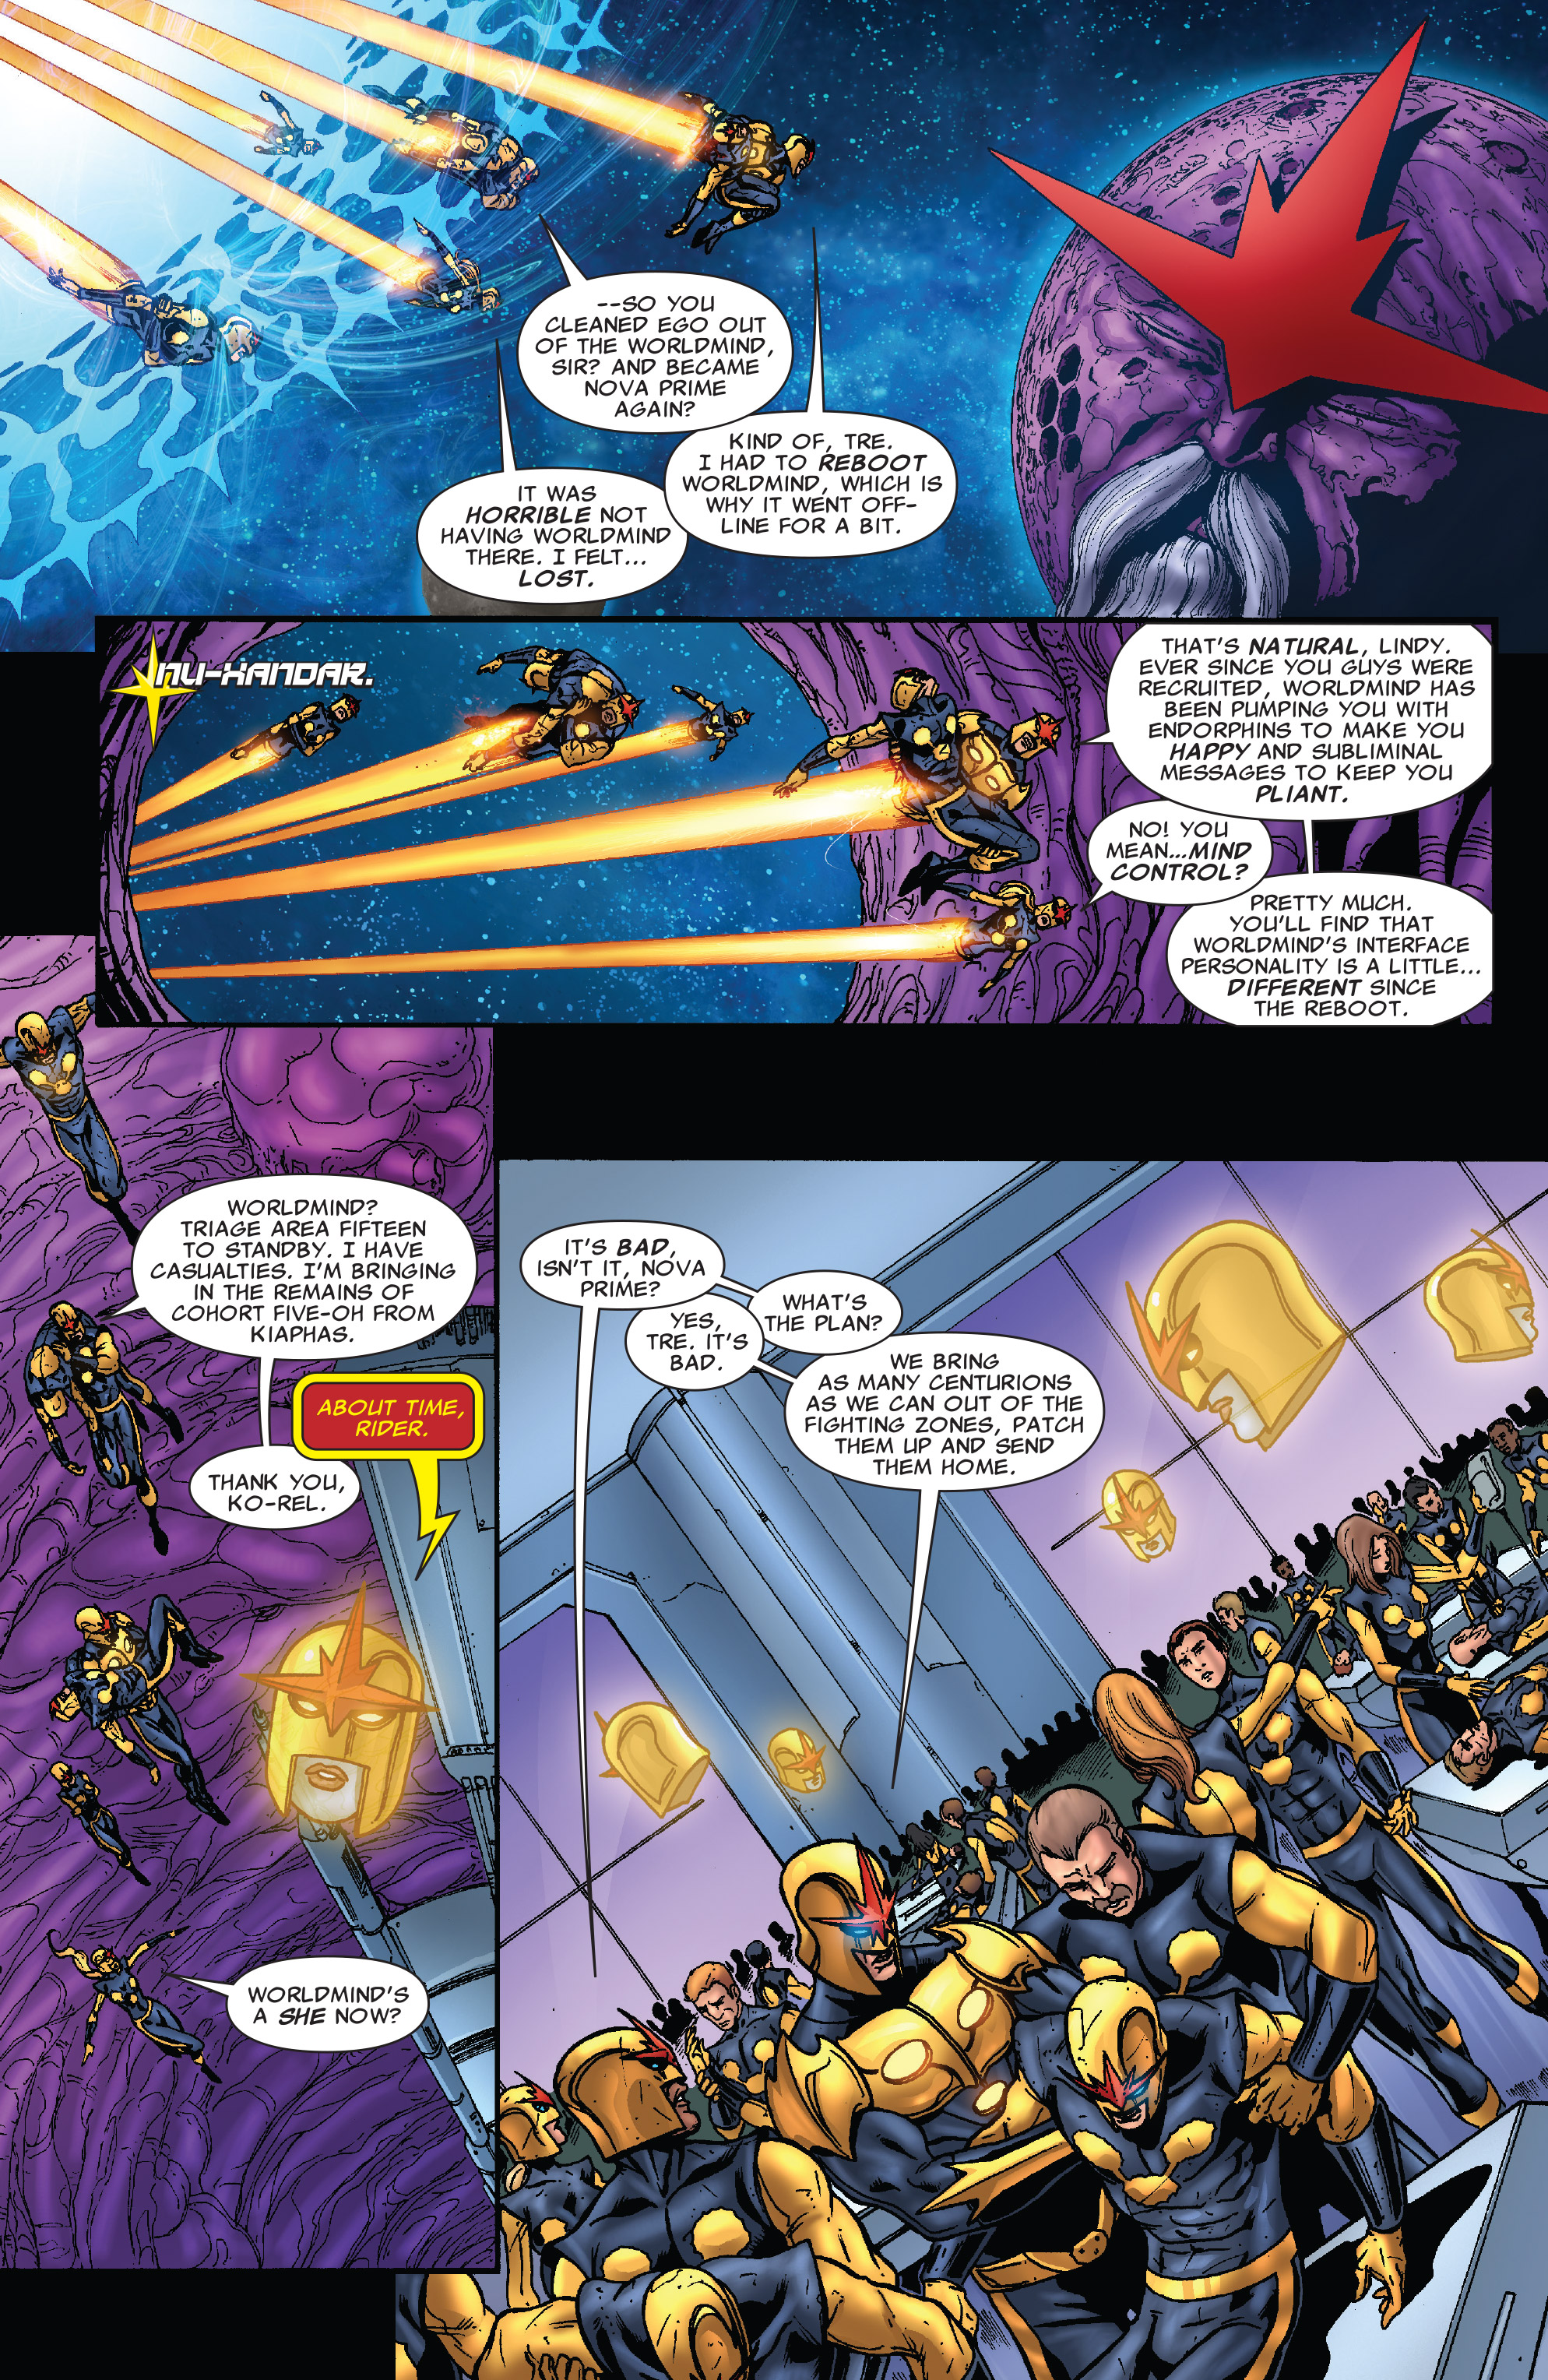 --SO YOU
CLEANED EGO OUT
OF THE WORLDMIND,
SIR? AND BECAME
NOVA PRIME
AGAIN?
KIND OF, TRE.
I HAD TO REBOOT
WORLDMIND, WHICH IS
WHY IT WENT OFF-
LINE FOR A BIT.
IT WAS
HORRIBLE NOT
HAVING WORLDMIND
THERE. I FELT...
LOST.
NU-XANDAR.
THAT'S NATURAL, LINDY.
EVER SINCE YOU GUYS WERE
RECRUITED, WORLDMIND HAS
BEEN PUMPING YOU WITH
ENDORPHINS TO MAKE YOU
HAPPY AND SUBLIMINAL
MESSAGES TO KEEP YOU
PLIANT.
NO! YOU
MEAN...MIND
CONTROL?
PRETTY MUCH.
YOU'LL FIND THAT
WORLDMIND'S INTERFACE
PERSONALITY IS A LITTLE...
DIFFERENT SINCE
THE REBOOT.
WORLDMIND?
TRIAGE AREA FIFTEEN
TO STANDBY. I HAVE
CASUALTIES. I'M BRINGING
IN THE REMAINS OF
COHORT FIVE-OH FROM
KIAPHAS.
ABOUT TIME,
RIDER.
THANK YOU,
KO-REL.
WORLDMIND'S
A SHE NOW?
IT'S BAD,
ISN'T IT, NOVA
PRIME?
WHAT'S
THE PLAN?
YES,
TRE. IT'S
BAD.
WE BRING
AS MANY CENTURIONS
AS WE CAN OUT OF THE
FIGHTING ZONES, PATCH
THEM UP AND SEND
THEM HOME.